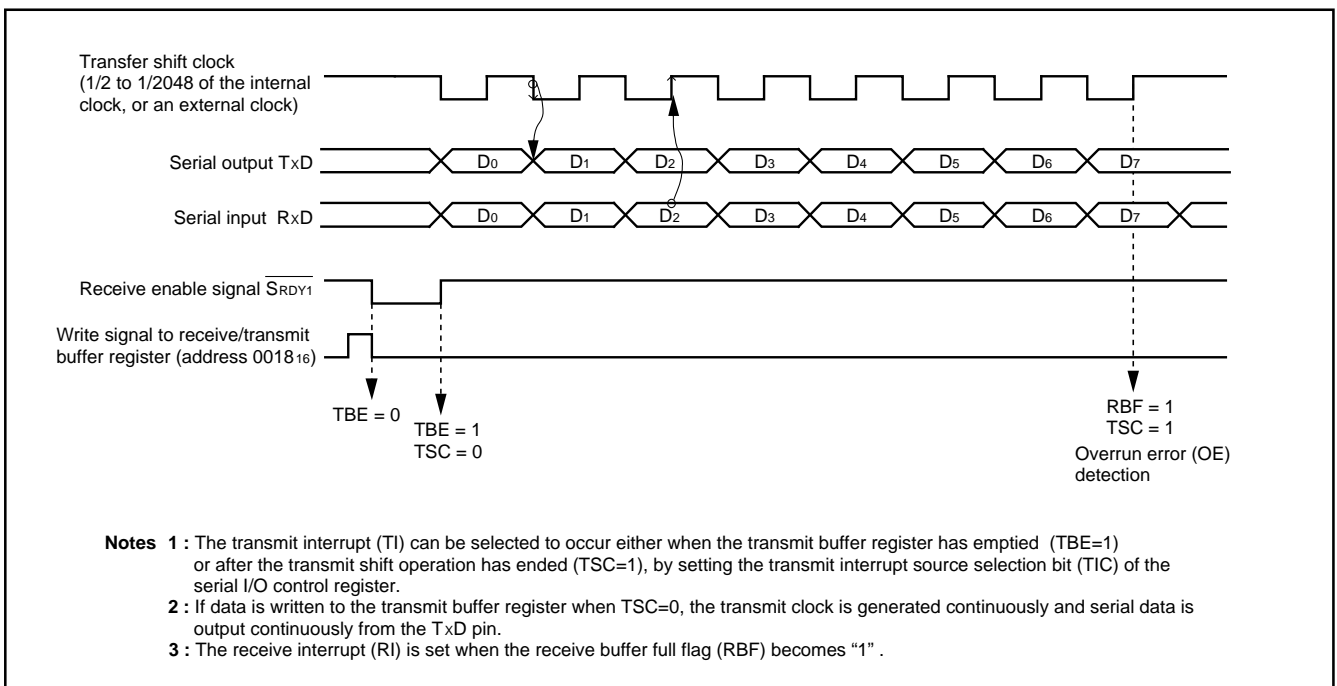 Transfer shift clock
(1/2 to 1/2048 of the internal
clock, or an external clock)
Serial output TxD D0 D1 D2 D3 D4 D5 D6 D7
Serial input RxD D0 D1 D2 D3 D4 D5 D6 D7
Receive enable signal SRDY1
Write signal to receive/transmit
buffer register (address 001816)
TBE = 0
TBE = 1
TSC = 0
RBF = 1
TSC = 1
Overrun error (OE)
detection
Notes 1 : The transmit interrupt (TI) can be selected to occur either when the transmit buffer register has emptied (TBE=1)
or after the transmit shift operation has ended (TSC=1), by setting the transmit interrupt source selection bit (TIC) of the
serial I/O control register.
2 : If data is written to the transmit buffer register when TSC=0, the transmit clock is generated continuously and serial data is
output continuously from the TxD pin.
3 : The receive interrupt (RI) is set when the receive buffer full flag (RBF) becomes “1” .